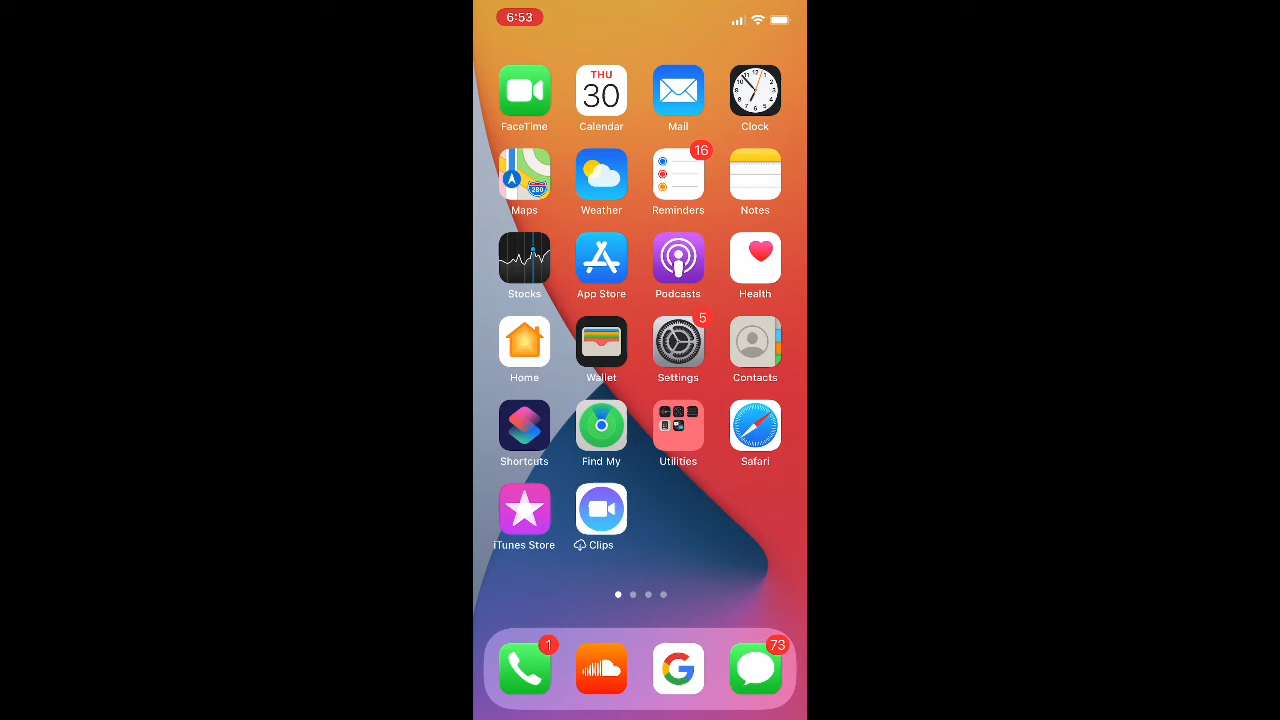 6:53
THU
30
FaceTime Calendar Mail Clock
16
280
Maps Weather Reminders Notes
Stocks App Store Podcasts Health
5
Home Wallet Settings Contacts
Shortcuts Find My Utilities Safari
iTunes Store Clips
1
73
G